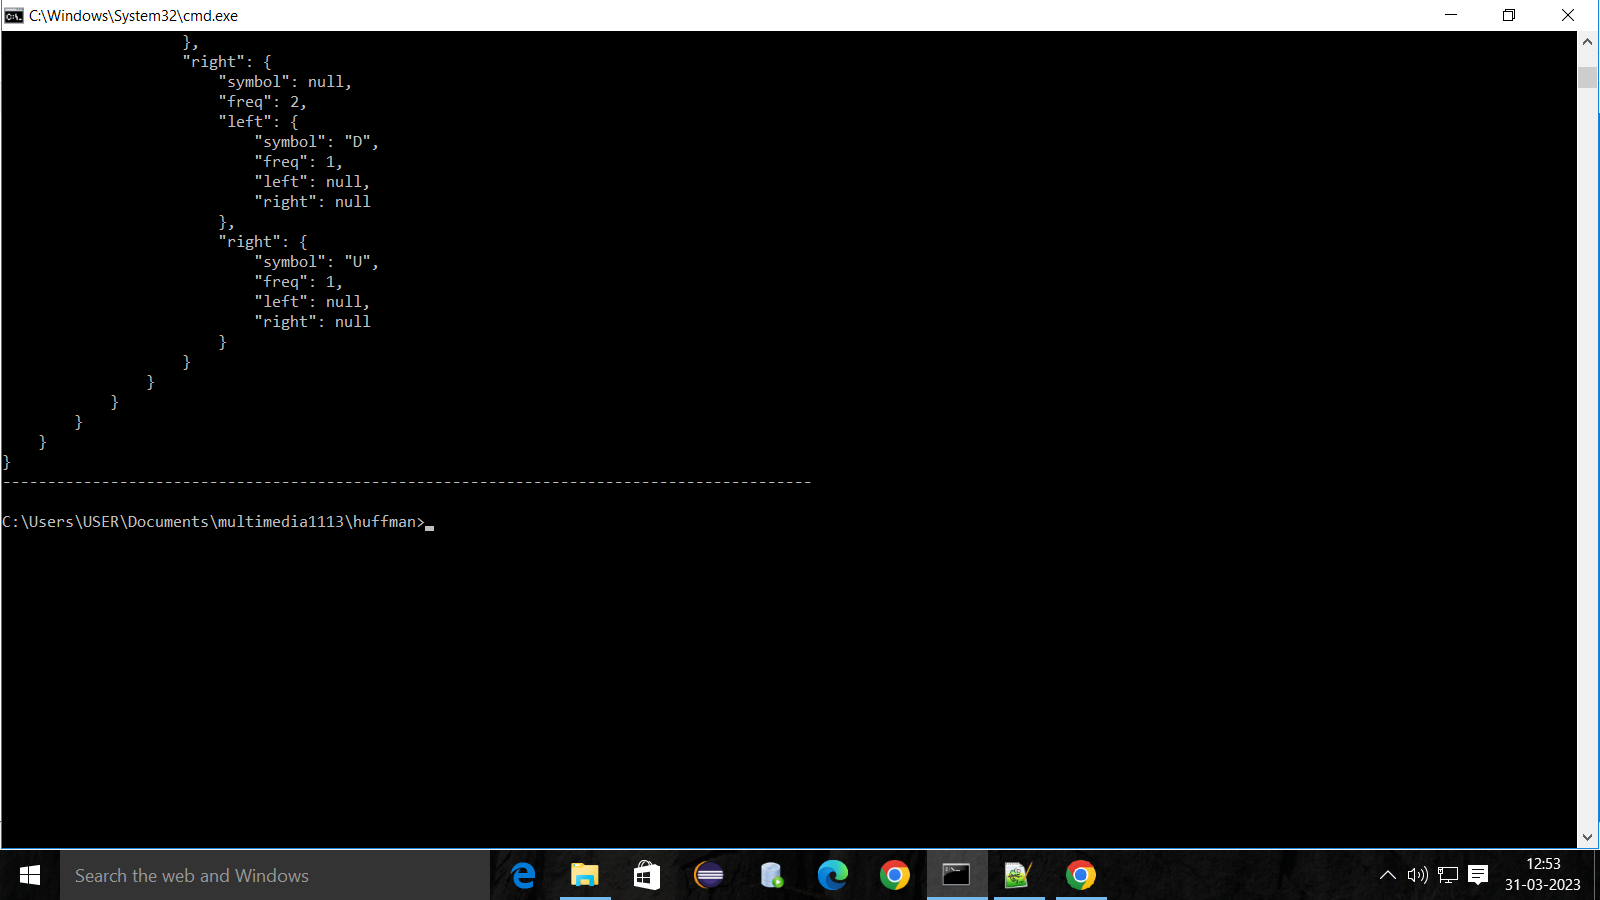 C:\Windows\System32\cmd.exe
},
"right": {
"symbol": null,
"freq": 2,
"left": {
"symbol": "D",
"freq": 1,
"left": null,
"right": null
},
"right": {
"symbol": "U",
"freq": 1,
"left": null,
"right": null
}
}
}
}
}
}
}
------------------------------------------------------------------------------------------
C:\Users\USER\Documents\multimedia1113\huffman>_
Search the web and Windows
12:53
31-03-2023